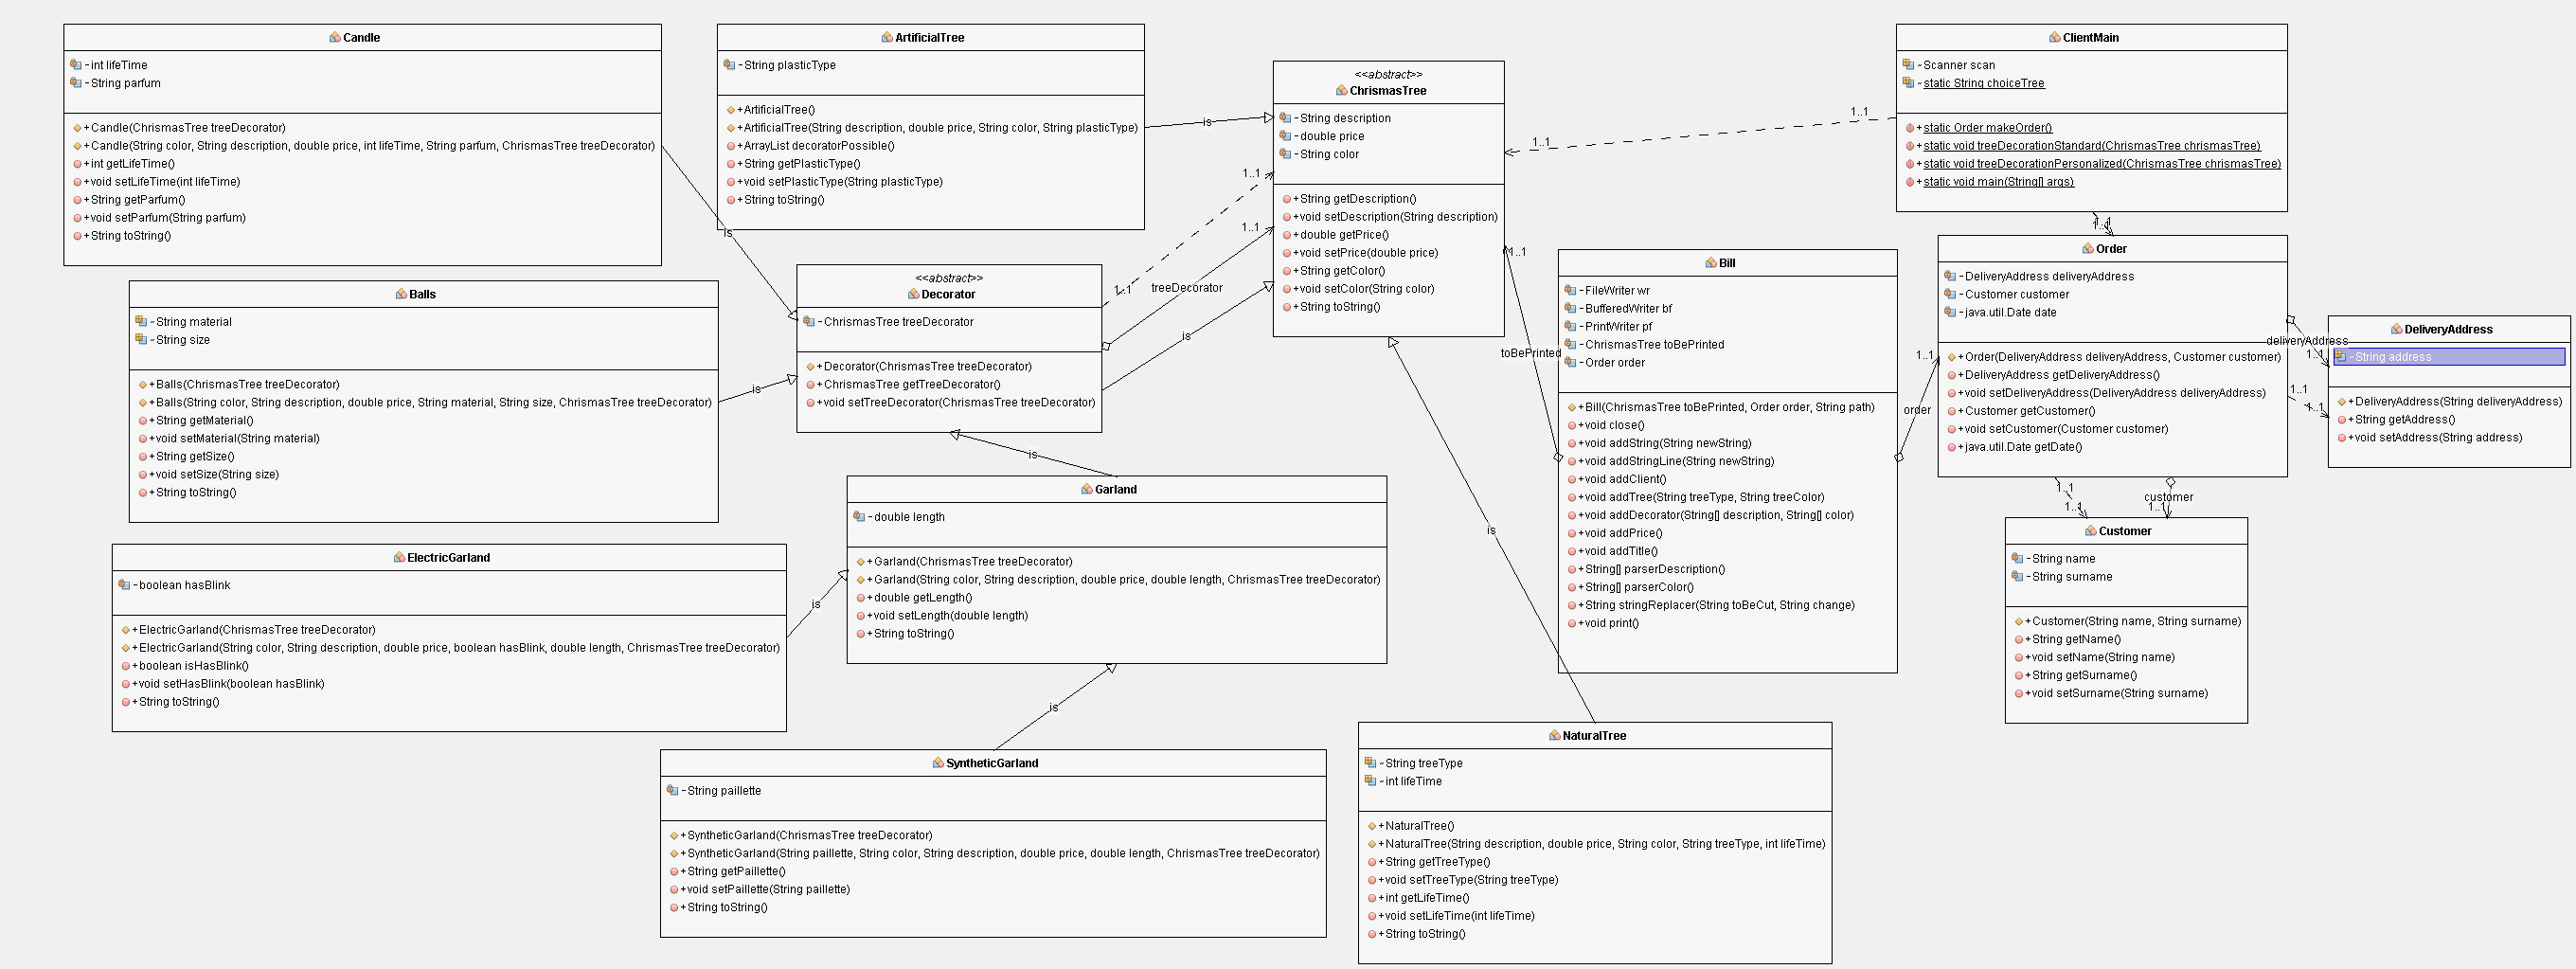 Candle
-int lifeTime
-String parfum
+Candle(ChrismasTree treeDecorator)
+Candle(String color, String description, double price, int lifeTime, String parfum, ChrismasTree treeDecorator)
+int getLifeTime()
+void setLifeTime(int lifeTime)
+String getParfum()
+void setParfum(String parfum)
+String toString()
is
ArtificialTree
-String plasticType
+ArtificialTree()
+ArtificialTree(String description, double price, String color, String plasticType)
+ArrayList decoratorPossible()
+String getPlasticType()
+void setPlasticType(String plasticType)
+String toString()
is
<<abstract>>
ChrismasTree
-String description
-double price
-String color
+String getDescription()
+void setDescription(String description)
+double getPrice()
+void setPrice(double price)
+String getColor()
+void setColor(String color)
+String toString()
1..1
1..1
ClientMain
~Scanner scan
~static String choiceTree
+static Order makeOrder()
+static void treeDecorationStandard(ChrismasTree chrismasTree)
+static void treeDecorationPersonalized(ChrismasTree chrismasTree)
+static void main(String[] args)
1..1
Balls
~String material
~String size
+Balls(ChrismasTree treeDecorator)
+Balls(String color, String description, double price, String material, String size, ChrismasTree treeDecorator)
+String getMaterial()
+void setMaterial(String material)
+String getSize()
+void setSize(String size)
+String toString()
is
<<abstract>>
Decorator
-ChrismasTree treeDecorator
+Decorator(ChrismasTree treeDecorator)
+ChrismasTree getTreeDecorator()
+void setTreeDecorator(ChrismasTree treeDecorator)
1..1
1..1
1..1
treeDecorator
is
is
Bill
-FileWriter wr
-BufferedWriter bf
-PrintWriter pf
-ChrismasTree toBePrinted
-Order order
+Bill(ChrismasTree toBePrinted, Order order, String path)
+void close()
+void addString(String newString)
+void addStringLine(String newString)
+void addClient()
+void addTree(String treeType, String treeColor)
+void addDecorator(String[] description, String[] color)
+void addPrice()
+void addTitle()
+String[] parserDescription()
+String[] parserColor()
+String stringReplacer(String toBeCut, String change)
+void print()
1..1
toBePrinted
1..1
order
Order
-DeliveryAddress deliveryAddress
-Customer customer
-java.util.Date date
+Order(DeliveryAddress deliveryAddress, Customer customer)
+DeliveryAddress getDeliveryAddress()
+void setDeliveryAddress(DeliveryAddress deliveryAddress)
+Customer getCustomer()
+void setCustomer(Customer customer)
+java.util.Date getDate()
deliveryAddress
1..1
1..1
1..1
DeliveryAddress
~String address
+DeliveryAddress(String deliveryAddress)
+String getAddress()
+void setAddress(String address)
1..1
1..1
customer
1..1
Customer
-String name
-String surname
+Customer(String name, String surname)
+String getName()
+void setName(String name)
+String getSurname()
+void setSurname(String surname)
Garland
-double length
+Garland(ChrismasTree treeDecorator)
+Garland(String color, String description, double price, double length, ChrismasTree treeDecorator)
+double getLength()
+void setLength(double length)
+String toString()
ElectricGarland
-boolean hasBlink
+ElectricGarland(ChrismasTree treeDecorator)
+ElectricGarland(String color, String description, double price, boolean hasBlink, double length, ChrismasTree treeDecorator)
+boolean isHasBlink()
+void setHasBlink(boolean hasBlink)
+String toString()
is
is
SyntheticGarland
-String paillette
+SyntheticGarland(ChrismasTree treeDecorator)
+SyntheticGarland(String paillette, String color, String description, double price, double length, ChrismasTree treeDecorator)
+String getPaillette()
+void setPaillette(String paillette)
+String toString()
is
NaturalTree
~String treeType
~int lifeTime
+NaturalTree()
+NaturalTree(String description, double price, String color, String treeType, int lifeTime)
+String getTreeType()
+void setTreeType(String treeType)
+int getLifeTime()
+void setLifeTime(int lifeTime)
+String toString()